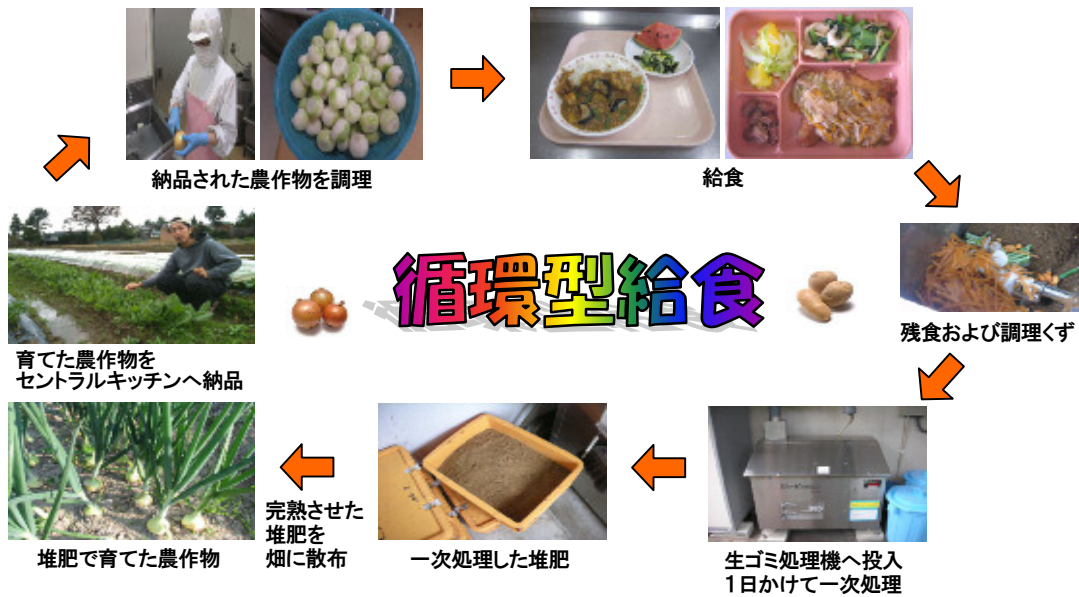 循環型給食
納品された農作物を調理
給食
残食および調理くず
生ゴミ処理機へ投入
1日かけて一次処理
一次処理した堆肥
完熟させた
堆肥を
畑に散布
堆肥で育てた農作物
育てた農作物を
セントラルキッチンへ納品